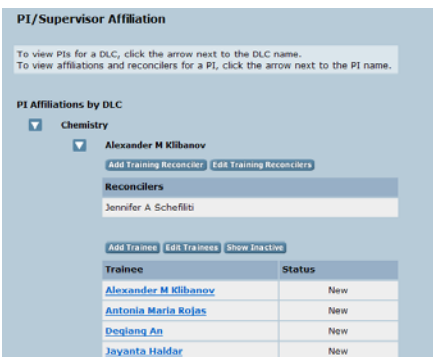 PI/Supervisor Affiliation
To view PIs for a DLC, click the arrow next to the DLC name.
To view affiliations and reconcilers for a PI, click the arrow next to the PI name.
PI Affiliations by DLC
Chemistry
Alexander M Klibanov
Add Training Reconciler Edit Training Reconcilers
Reconcilers
Jennifer A Schefiliti
Add Trainee Edit Trainees Show Inactive
Trainee Status
Alexander M Klibanov New
Antonia Maria Rojas New
Deqiang An New
Jayanta Haldar New